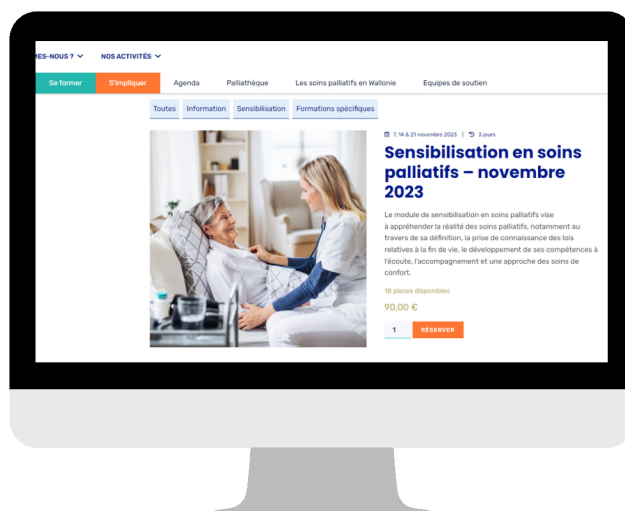 NOS ACTIVITÉS
Se former
S'impliquer
Agenda
Palliathèque
Les soins palliatifs en Wallonie
Equipes de soutien
Toutes
Information
Sensibilisation
Formations spécifiques
7, 14 & 21 novembre 2023 | 3 jours
Sensibilisation en soins
palliatifs – novembre
2023
Le module de sensibilisation en soins palliatifs vise
à appréhender la réalité des soins palliatifs, notamment au
travers de sa définition, la prise de connaissance des lois
relatives à la fin de vie, le développement de ses compétences à
l'écoute, l'accompagnement et une approche des soins de
confort.
18 places disponibles
90,00 €
1
RÉSERVER